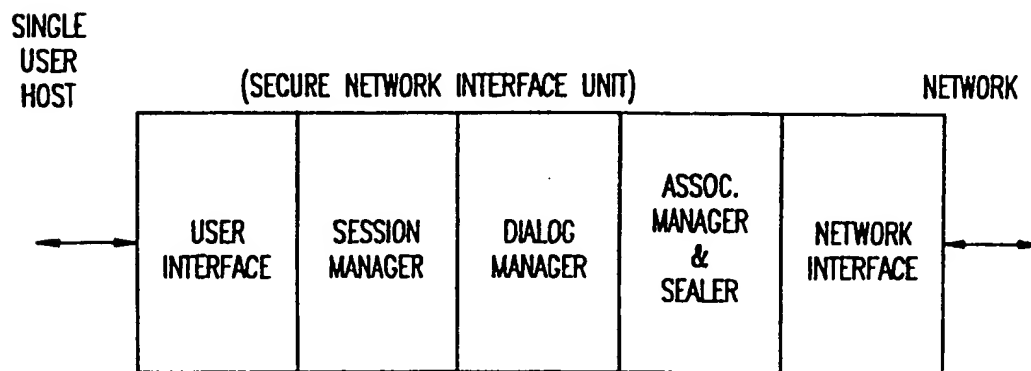 SINGLE
USER
HOST
(SECURE NETWORK INTERFACE UNIT)
NETWORK
USER
INTERFACE
SESSION
MANAGER
DIALOG
MANAGER
ASSOC.
MANAGER
&
SEALER
NETWORK
INTERFACE